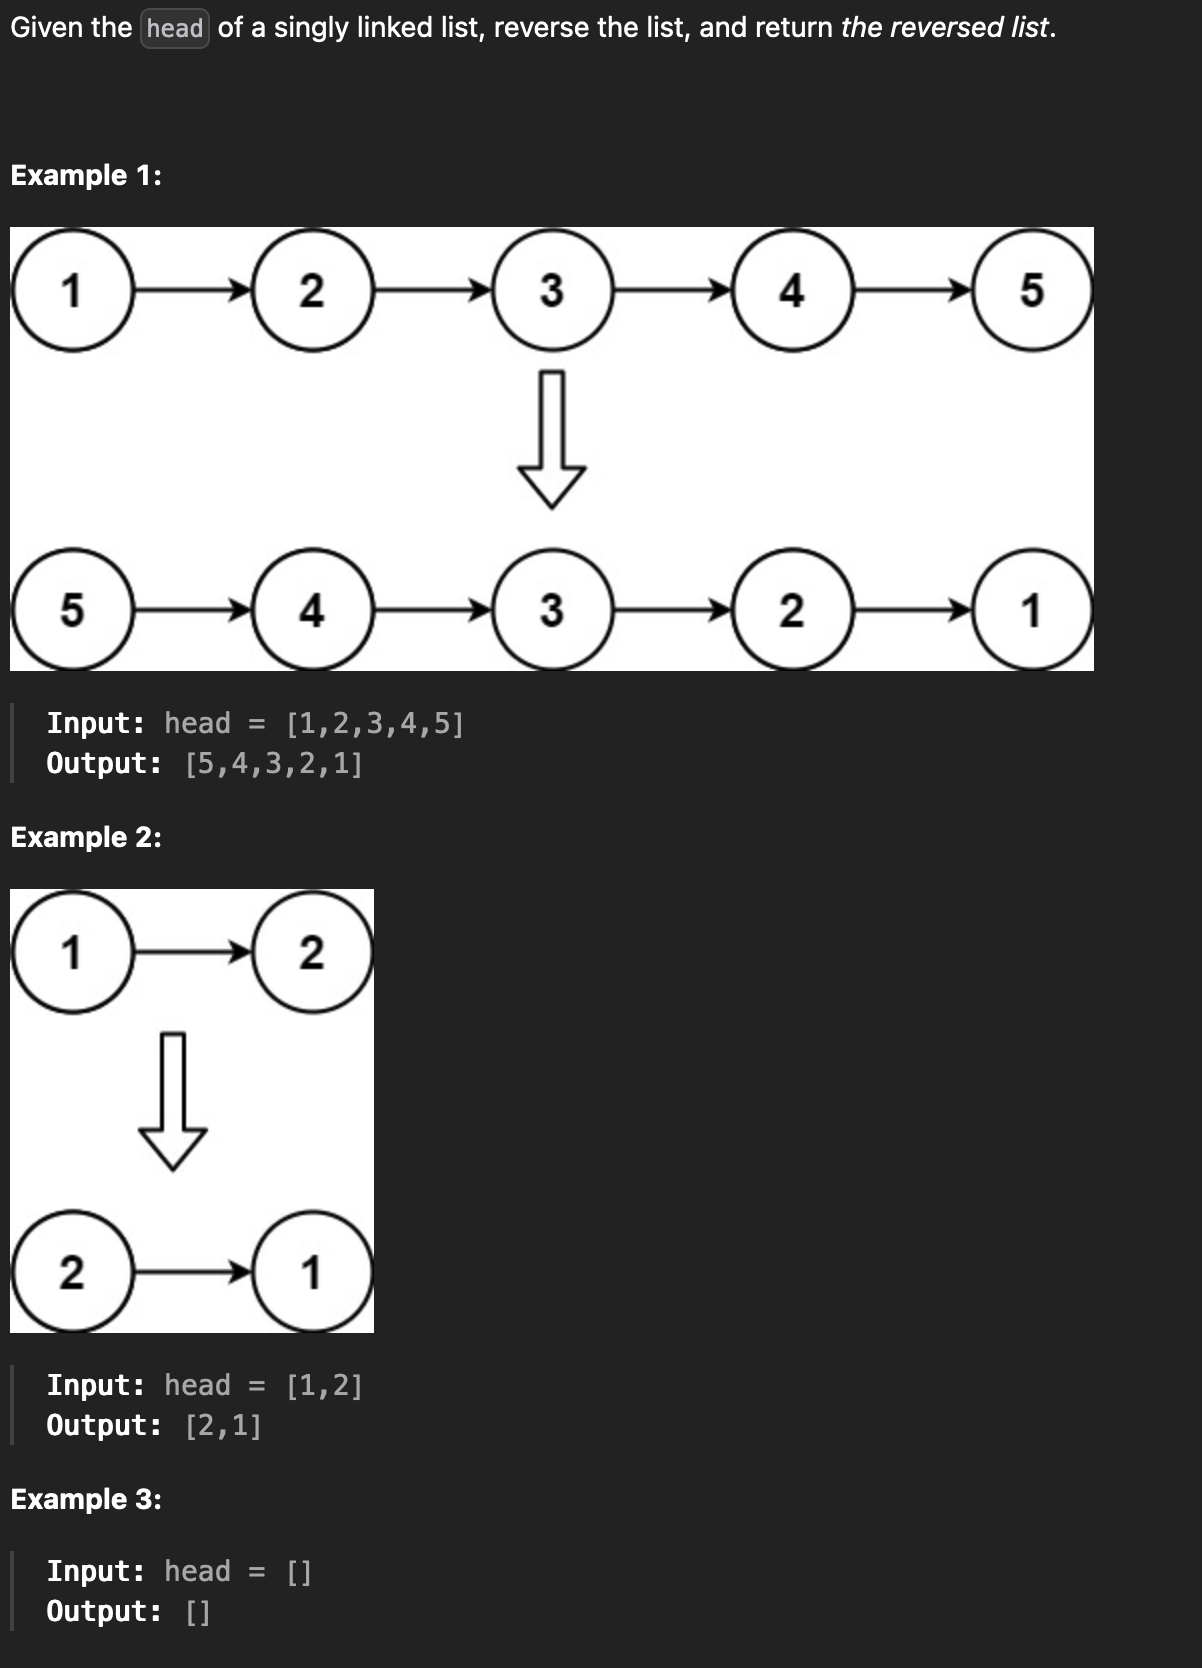 Given the head of a singly linked list, reverse the list, and return the reversed list.
Example 1:
1 2 3 4 5
5 4 3 2 1
Input: head = [1,2,3,4,5]
Output: [5,4,3,2,1]
Example 2:
1 2
2 1
Input: head = [1,2]
Output: [2,1]
Example 3:
Input: head = []
Output: []